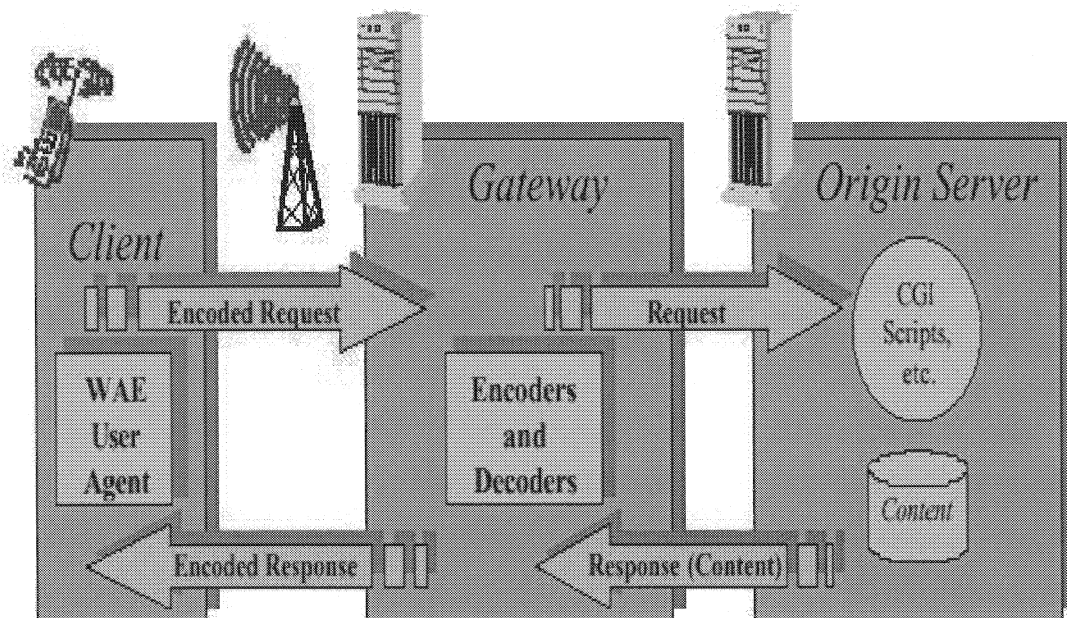 Client
Gateway
Origin Server
Encoded Request
Request
CGI
Scripts,
etc.
WAE
User
Agent
Encoders
and
Decoders
Content
Encoded Response
Response (Content)